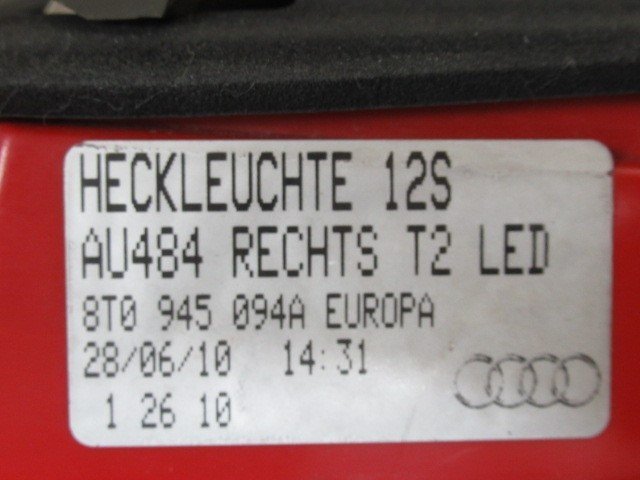 HECKLEUCHTE 12S
AU484 RECHTS T2 LED
8T0 945 094A EUROPA
28/06/10 14:31
1 26 10